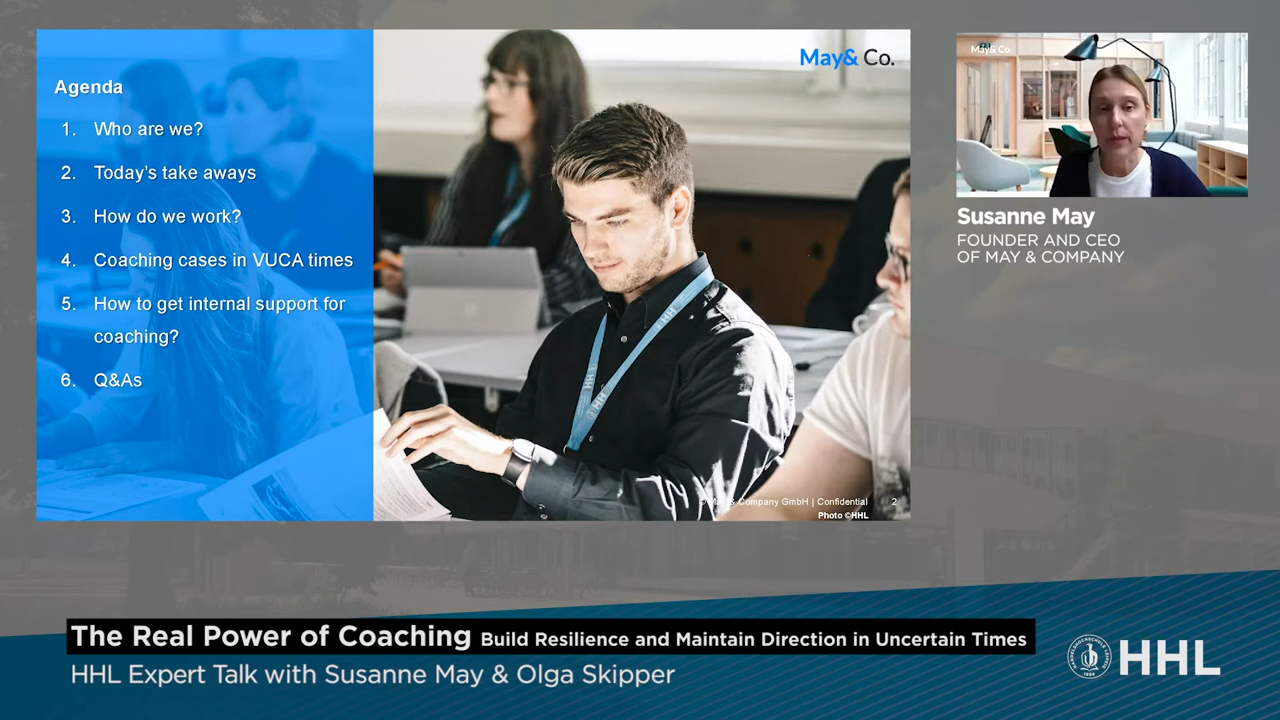 May& Co.
Agenda
1. Who are we?
2. Today's take aways
3. How do we work?
4. Coaching cases in VUCA times
5. How to get internal support for
coaching?
6. Q&As
HHL
HHL
& Company GmbH | Confidential 2
Photo ©HHL
May& Co.
Susanne May
FOUNDER AND CEO
OF MAY & COMPANY
The Real Power of Coaching Build Resilience and Maintain Direction in Uncertain Times
HHL Expert Talk with Susanne May & Olga Skipper
HHL